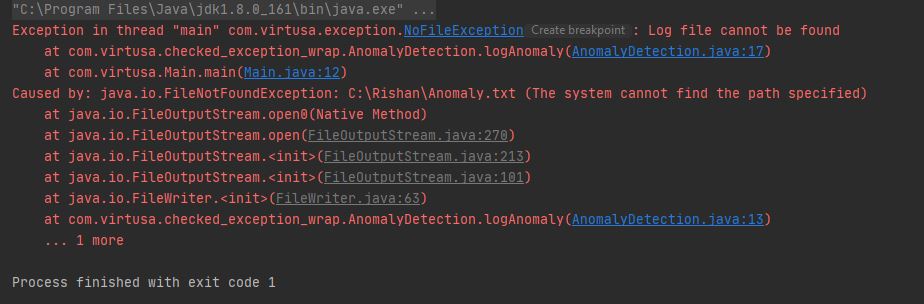 "C:\Program Files\Java\jdk1.8.0_161\bin\java.exe" ...
Exception in thread "main" com.virtusa.exception.NoFileException Create breakpoint : Log file cannot be found
    at com.virtusa.checked_exception_wrap.AnomalyDetection.logAnomaly(AnomalyDetection.java:17)
    at com.virtusa.Main.main(Main.java:12)
Caused by: java.io.FileNotFoundException: C:\Rishan\Anomaly.txt (The system cannot find the path specified)
    at java.io.FileOutputStream.open0(Native Method)
    at java.io.FileOutputStream.open(FileOutputStream.java:270)
    at java.io.FileOutputStream.<init>(FileOutputStream.java:213)
    at java.io.FileOutputStream.<init>(FileOutputStream.java:101)
    at java.io.FileWriter.<init>(FileWriter.java:63)
    at com.virtusa.checked_exception_wrap.AnomalyDetection.logAnomaly(AnomalyDetection.java:13)
    ... 1 more
Process finished with exit code 1